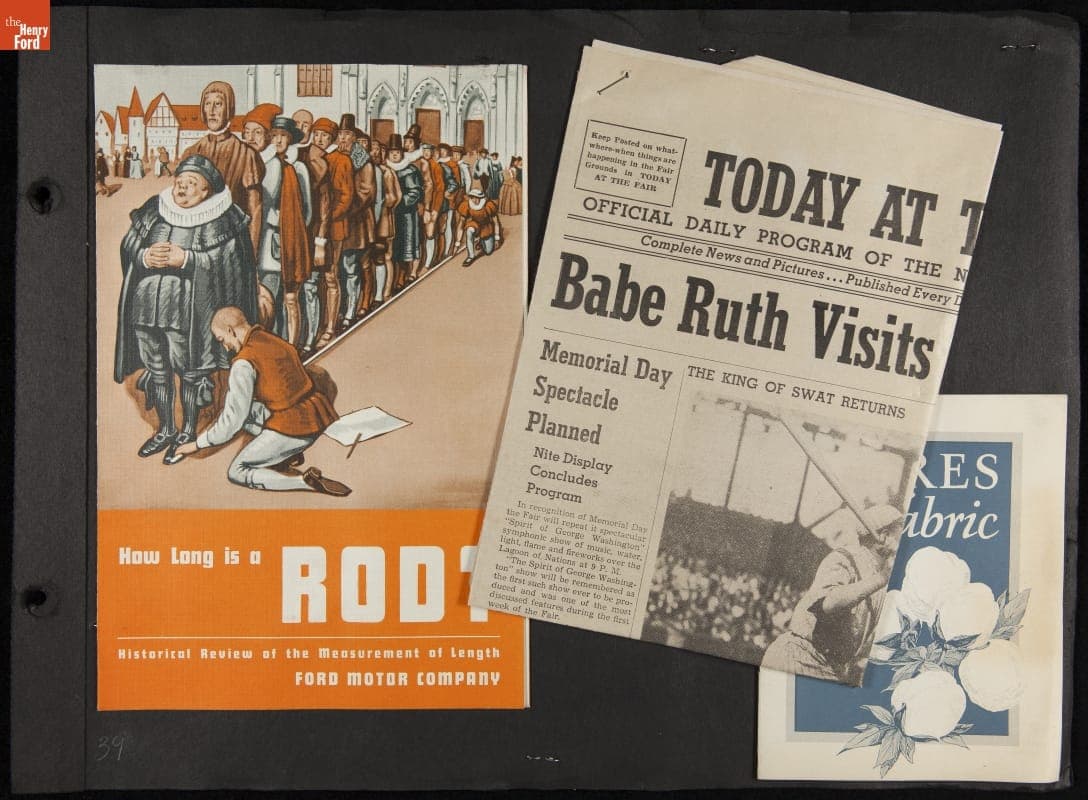 the
Henry
Ford
How Long is a
ROD?
Historical Review of the Measurement of Length
FORD MOTOR COMPANY
39
Keep Posted on what-
where-when things are
happening in the Fair
Grounds in TODAY
AT THE FAIR
TODAY AT T
OFFICIAL DAILY PROGRAM OF THE N
Complete News and Pictures...Published Every D
Babe Ruth Visits
Memorial Day
Spectacle
Planned
Nite Display
Concludes
Program
In recognition of Memorial Day
the Fair will repeat it spectacular
"Spirit of George Washington"
symphonic show of music, water,
light, flame and fireworks over the
Lagoon of Nations at 9 P. M.
"The Spirit of George Washing-
ton" show will be remembered as
the first such show ever to be pro-
duced and was one of the most
discussed features during the first
week of the Fair.
THE KING OF SWAT RETURNS
RES
abric